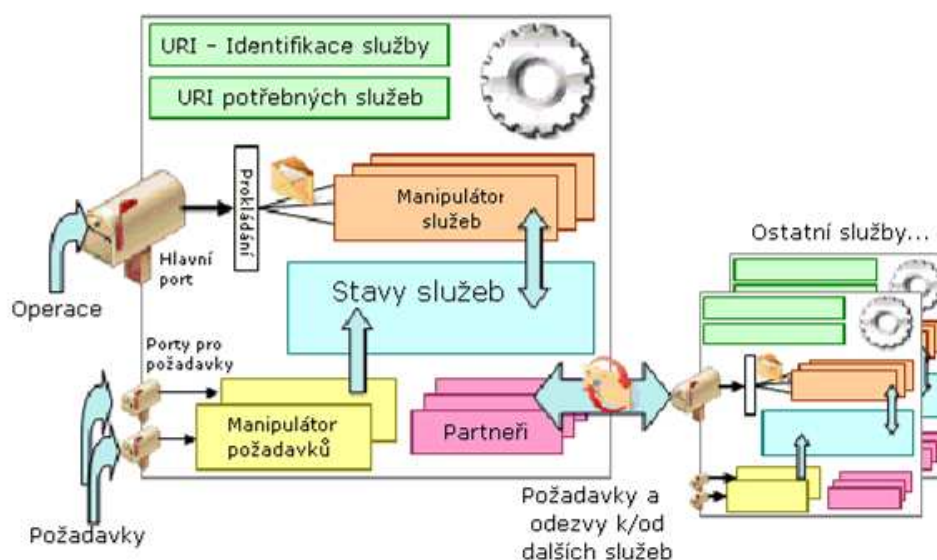 URI - Identifikace služby
URI potřebných služeb
Prokládání
Manipulátor
služeb
Hlavní
port
Operace
Stavy služeb
Ostatní služby...
Porty pro
požadavky
Manipulátor
požadavků
Partneři
Požadavky
Požadavky a
odezvy k/od
dalších služeb